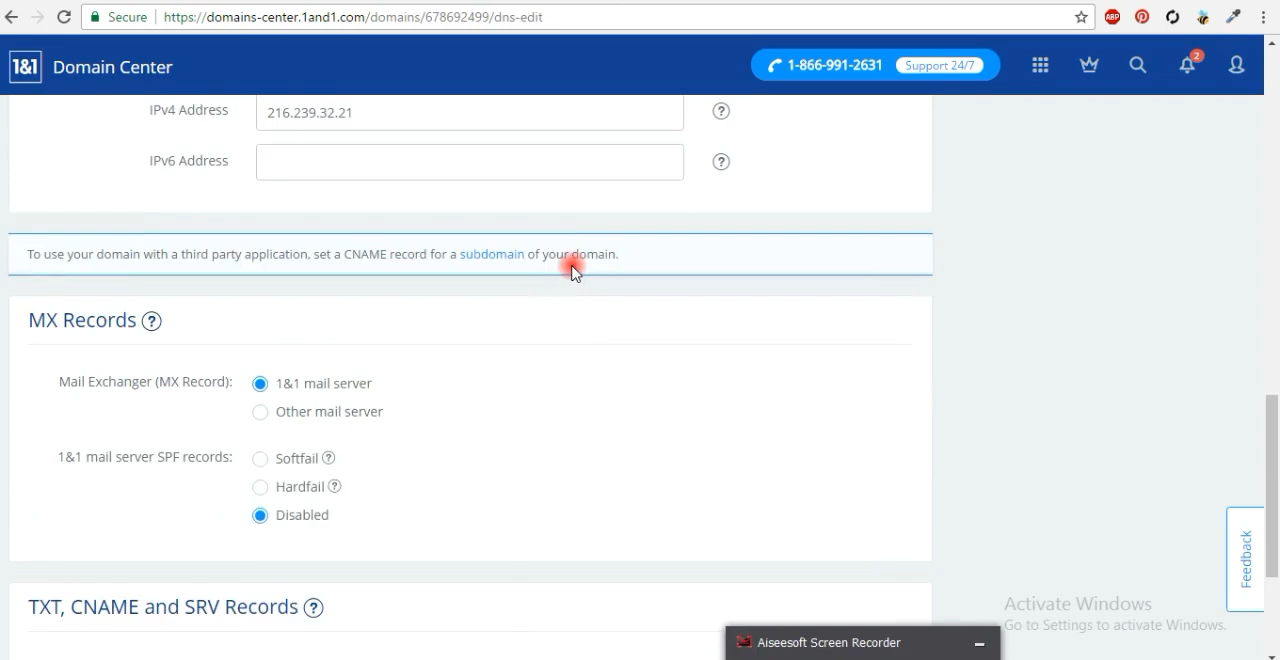 Secure https://domains-center.1and1.com/domains/678692499/dns-edit ABP
1&1 Domain Center 1-866-991-2631 Support 24/7 2
IPv4 Address 216.239.32.21 ?
IPv6 Address ?
To use your domain with a third party application, set a CNAME record for a subdomain of your domain.
MX Records ?
Mail Exchanger (MX Record): 1&1 mail server
Other mail server
1&1 mail server SPF records: Softfail ?
Hardfail ?
Disabled
Feedback
TXT, CNAME and SRV Records ?
Activate Windows
Go to Settings to activate Windows.
Aiseesoft Screen Recorder